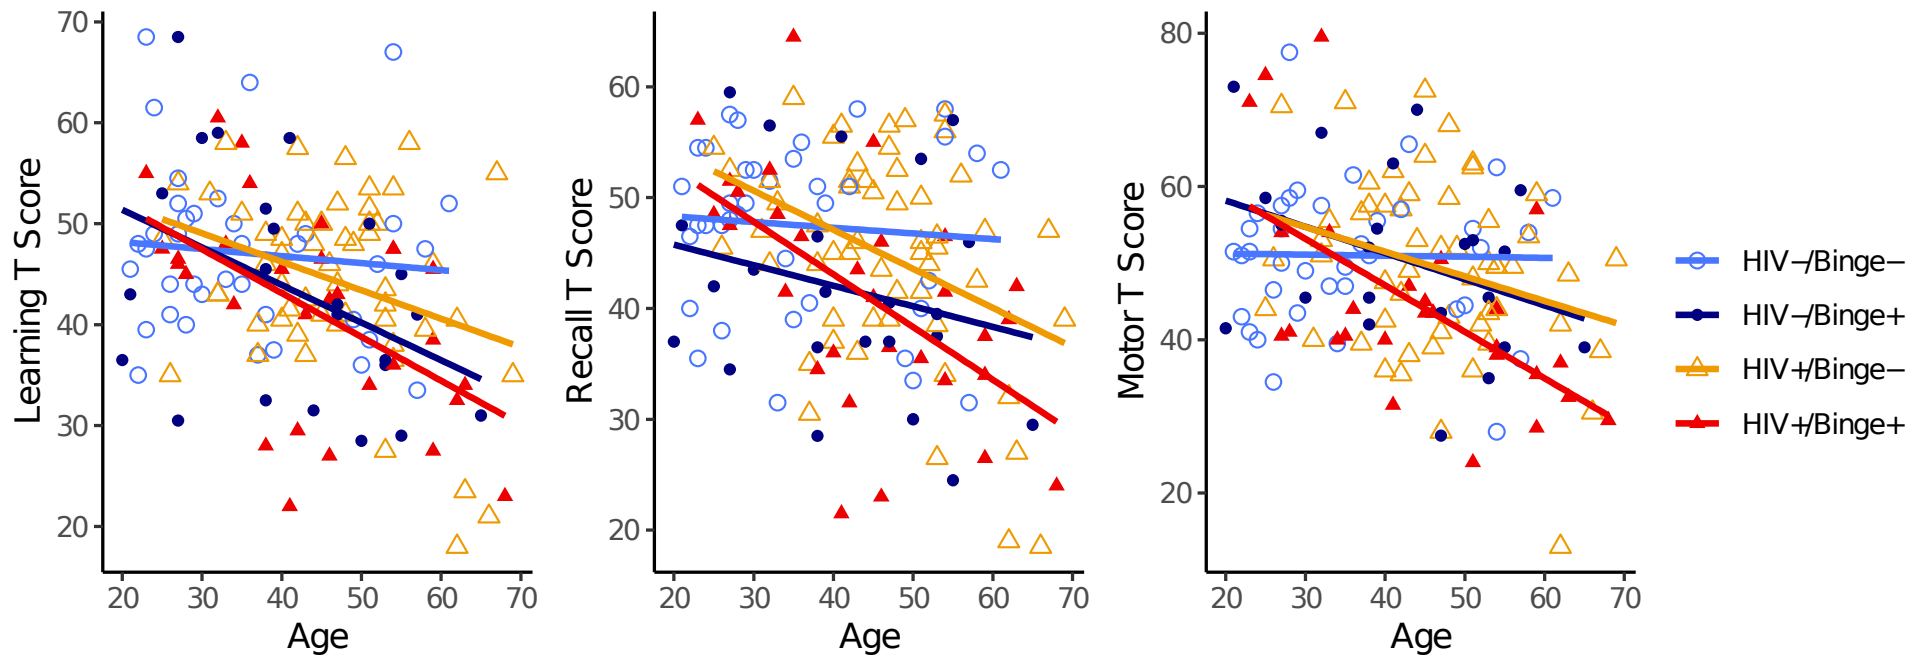 Learning T Score
70
60
50
40
30
20
20 30 40 50 60 70
Age
Recall T Score
60
50
40
30
20
20 30 40 50 60 70
Age
Motor T Score
80
60
40
20
20 30 40 50 60 70
Age
HIV−/Binge−
HIV−/Binge+
HIV+/Binge−
HIV+/Binge+